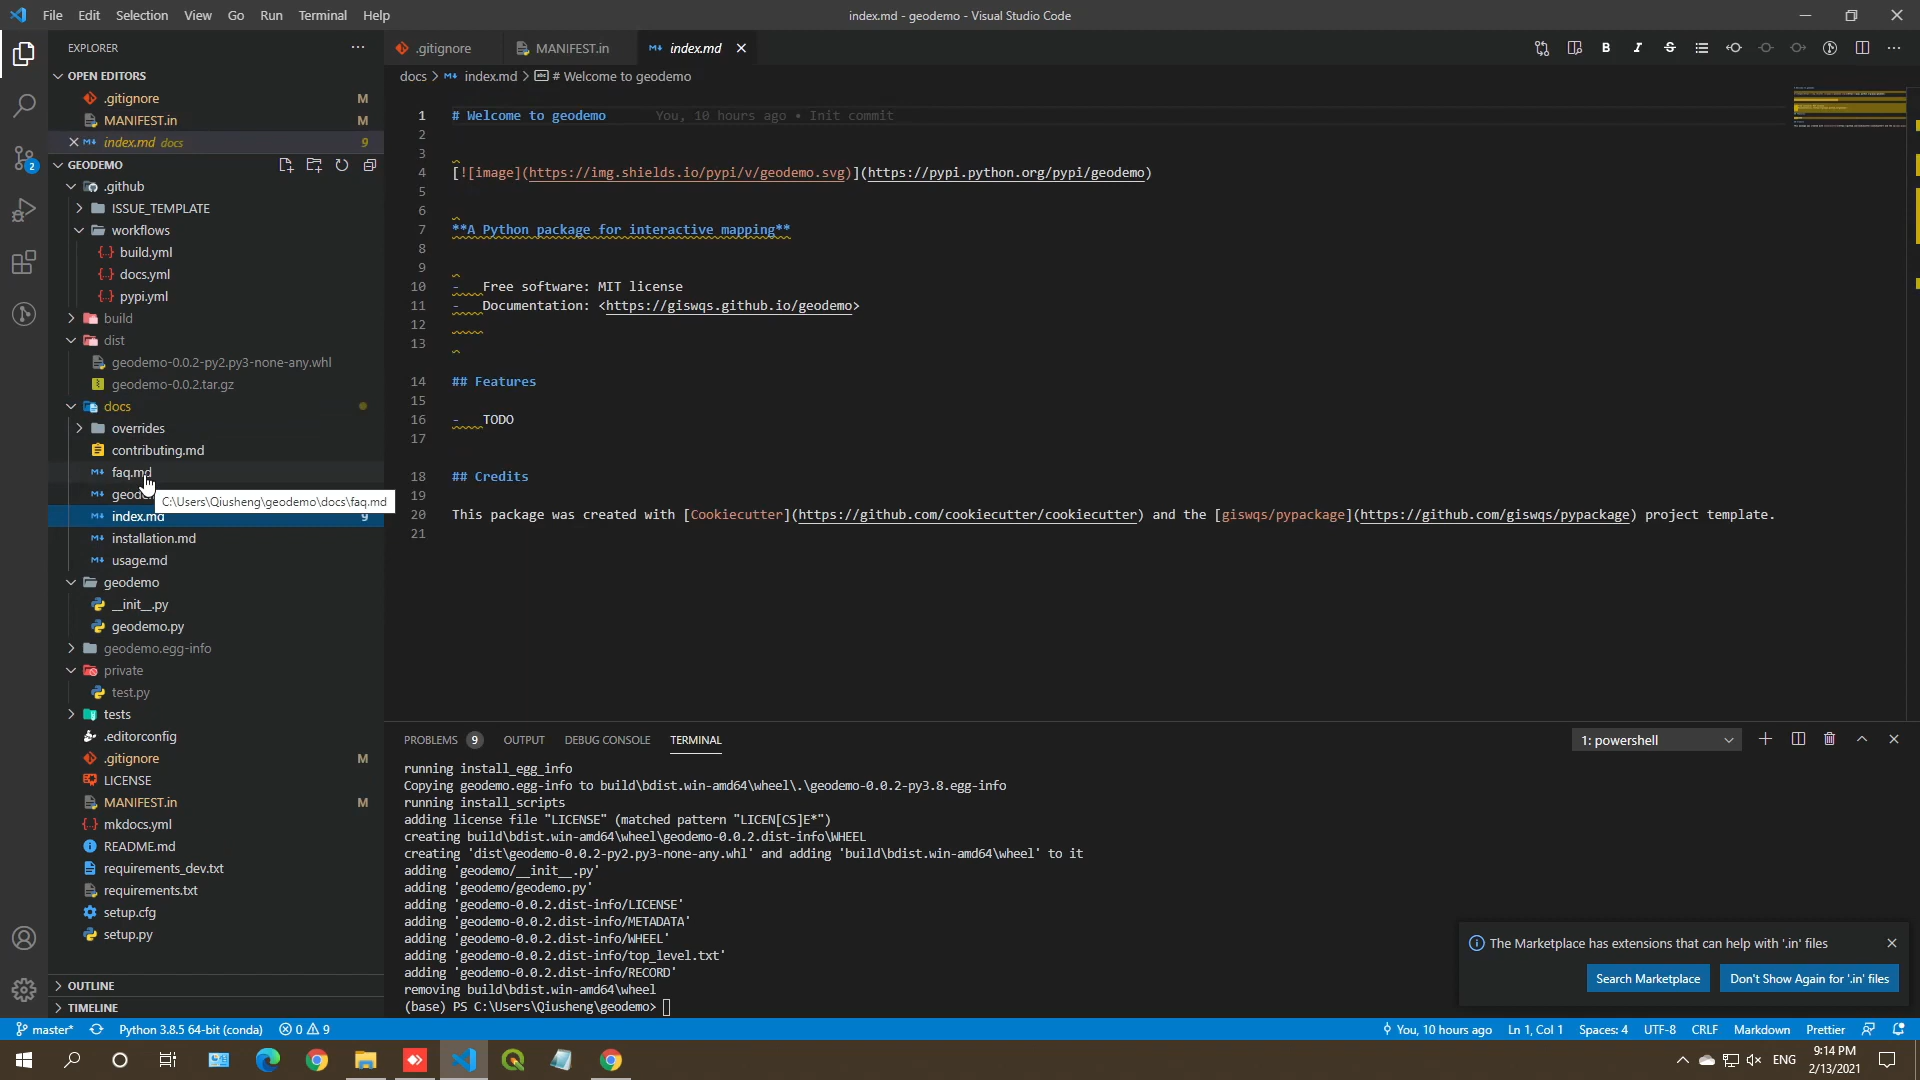 File Edit Selection View Go Run Terminal Help
index.md - geodemo - Visual Studio Code
EXPLORER
OPEN EDITORS
.gitignore M
MANIFEST.in M
index.md docs 9
GEODEMO
.github
ISSUE_TEMPLATE
workflows
build.yml
docs.yml
pypi.yml
build
dist
geodemo-0.0.2-py2.py3-none-any.whl
geodemo-0.0.2.tar.gz
docs
overrides
contributing.md
faq.md
C:\Users\Qiusheng\geodemo\docs\faq.md
index.md 9
installation.md
usage.md
geodemo
__init__.py
geodemo.py
geodemo.egg-info
private
test.py
tests
.editorconfig
.gitignore M
LICENSE
MANIFEST.in M
mkdocs.yml
README.md
requirements_dev.txt
requirements.txt
setup.cfg
setup.py
OUTLINE
TIMELINE
.gitignore MANIFEST.in index.md
docs > index.md > # Welcome to geodemo
1 # Welcome to geodemo You, 10 hours ago • Init commit
2
3
4 [![image](https://img.shields.io/pypi/v/geodemo.svg)](https://pypi.python.org/pypi/geodemo)
5
6
7 **A Python package for interactive mapping**
8
9
10 - Free software: MIT license
11 - Documentation: <https://giswqs.github.io/geodemo>
12
13
14 ## Features
15
16 - TODO
17
18 ## Credits
19
20 This package was created with [Cookiecutter](https://github.com/cookiecutter/cookiecutter) and the [giswqs/pypackage](https://github.com/giswqs/pypackage) project template.
21
PROBLEMS 9 OUTPUT DEBUG CONSOLE TERMINAL
1: powershell
running install_egg_info
Copying geodemo.egg-info to build\bdist.win-amd64\wheel\.\geodemo-0.0.2-py3.8.egg-info
running install_scripts
adding license file "LICENSE" (matched pattern "LICEN[CS]E*")
creating build\bdist.win-amd64\wheel\geodemo-0.0.2.dist-info\WHEEL
creating 'dist\geodemo-0.0.2-py2.py3-none-any.whl' and adding 'build\bdist.win-amd64\wheel' to it
adding 'geodemo/__init__.py'
adding 'geodemo/geodemo.py'
adding 'geodemo-0.0.2.dist-info/LICENSE'
adding 'geodemo-0.0.2.dist-info/METADATA'
adding 'geodemo-0.0.2.dist-info/WHEEL'
adding 'geodemo-0.0.2.dist-info/top_level.txt'
adding 'geodemo-0.0.2.dist-info/RECORD'
removing build\bdist.win-amd64\wheel
(base) PS C:\Users\Qiusheng\geodemo>
The Marketplace has extensions that can help with '.in' files
Search Marketplace Don't Show Again for '.in' files
2
master* Python 3.8.5 64-bit (conda) 0 9
You, 10 hours ago Ln 1, Col 1 Spaces: 4 UTF-8 CRLF Markdown Prettier
ENG
9:14 PM
2/13/2021